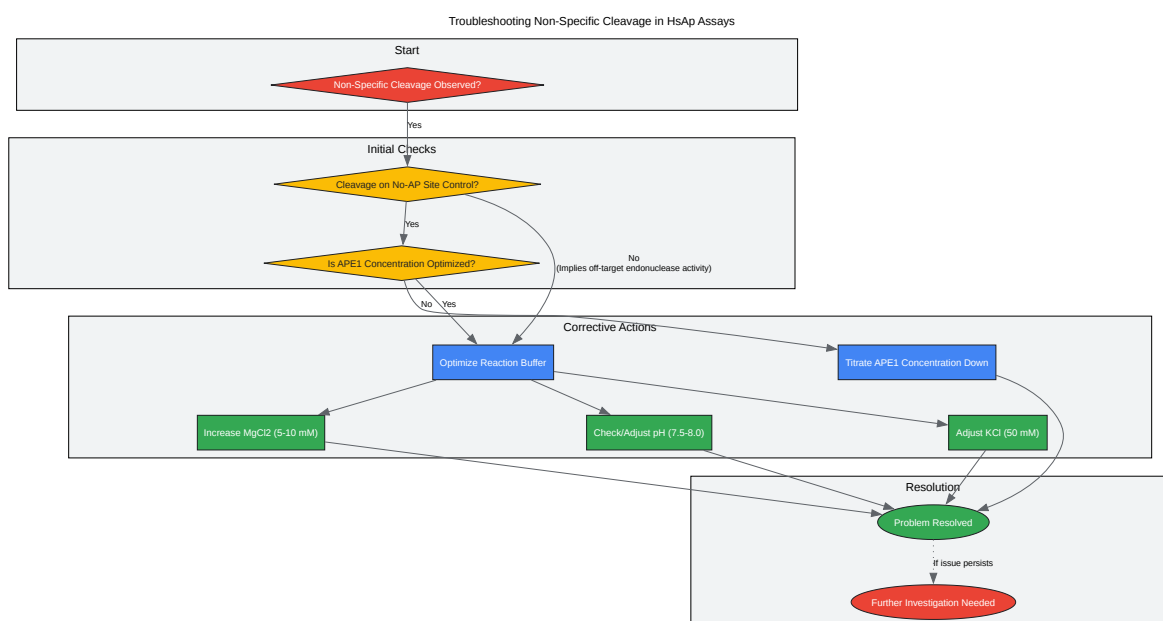 Troubleshooting Non-Specific Cleavage in HsAp Assays
Start
Non-Specific Cleavage Observed?
Yes
Initial Checks
Cleavage on No-AP Site Control?
Yes
Is APE1 Concentration Optimized?
No
(Implies off-target endonuclease activity)
No
Yes
Corrective Actions
Optimize Reaction Buffer
Titrate APE1 Concentration Down
Increase MgCl2 (5-10 mM)
Check/Adjust pH (7.5-8.0)
Adjust KCl (50 mM)
Resolution
Problem Resolved
If issue persists
Further Investigation Needed